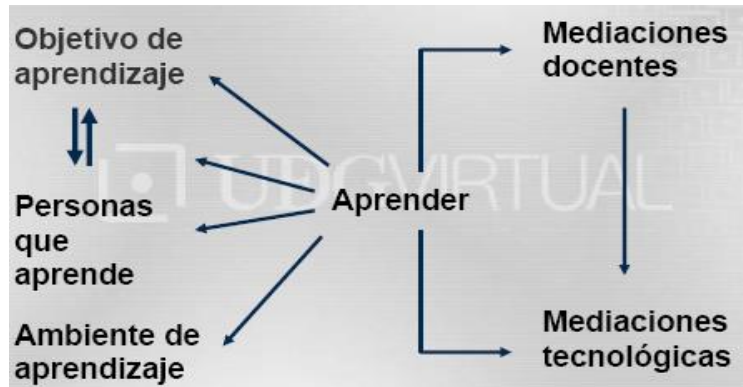 Objetivo de
aprendizaje
Personas
que
aprende
Ambiente de
aprendizaje
Aprender
Mediaciones
docentes
Mediaciones
tecnológicas
UDGVIRTUAL